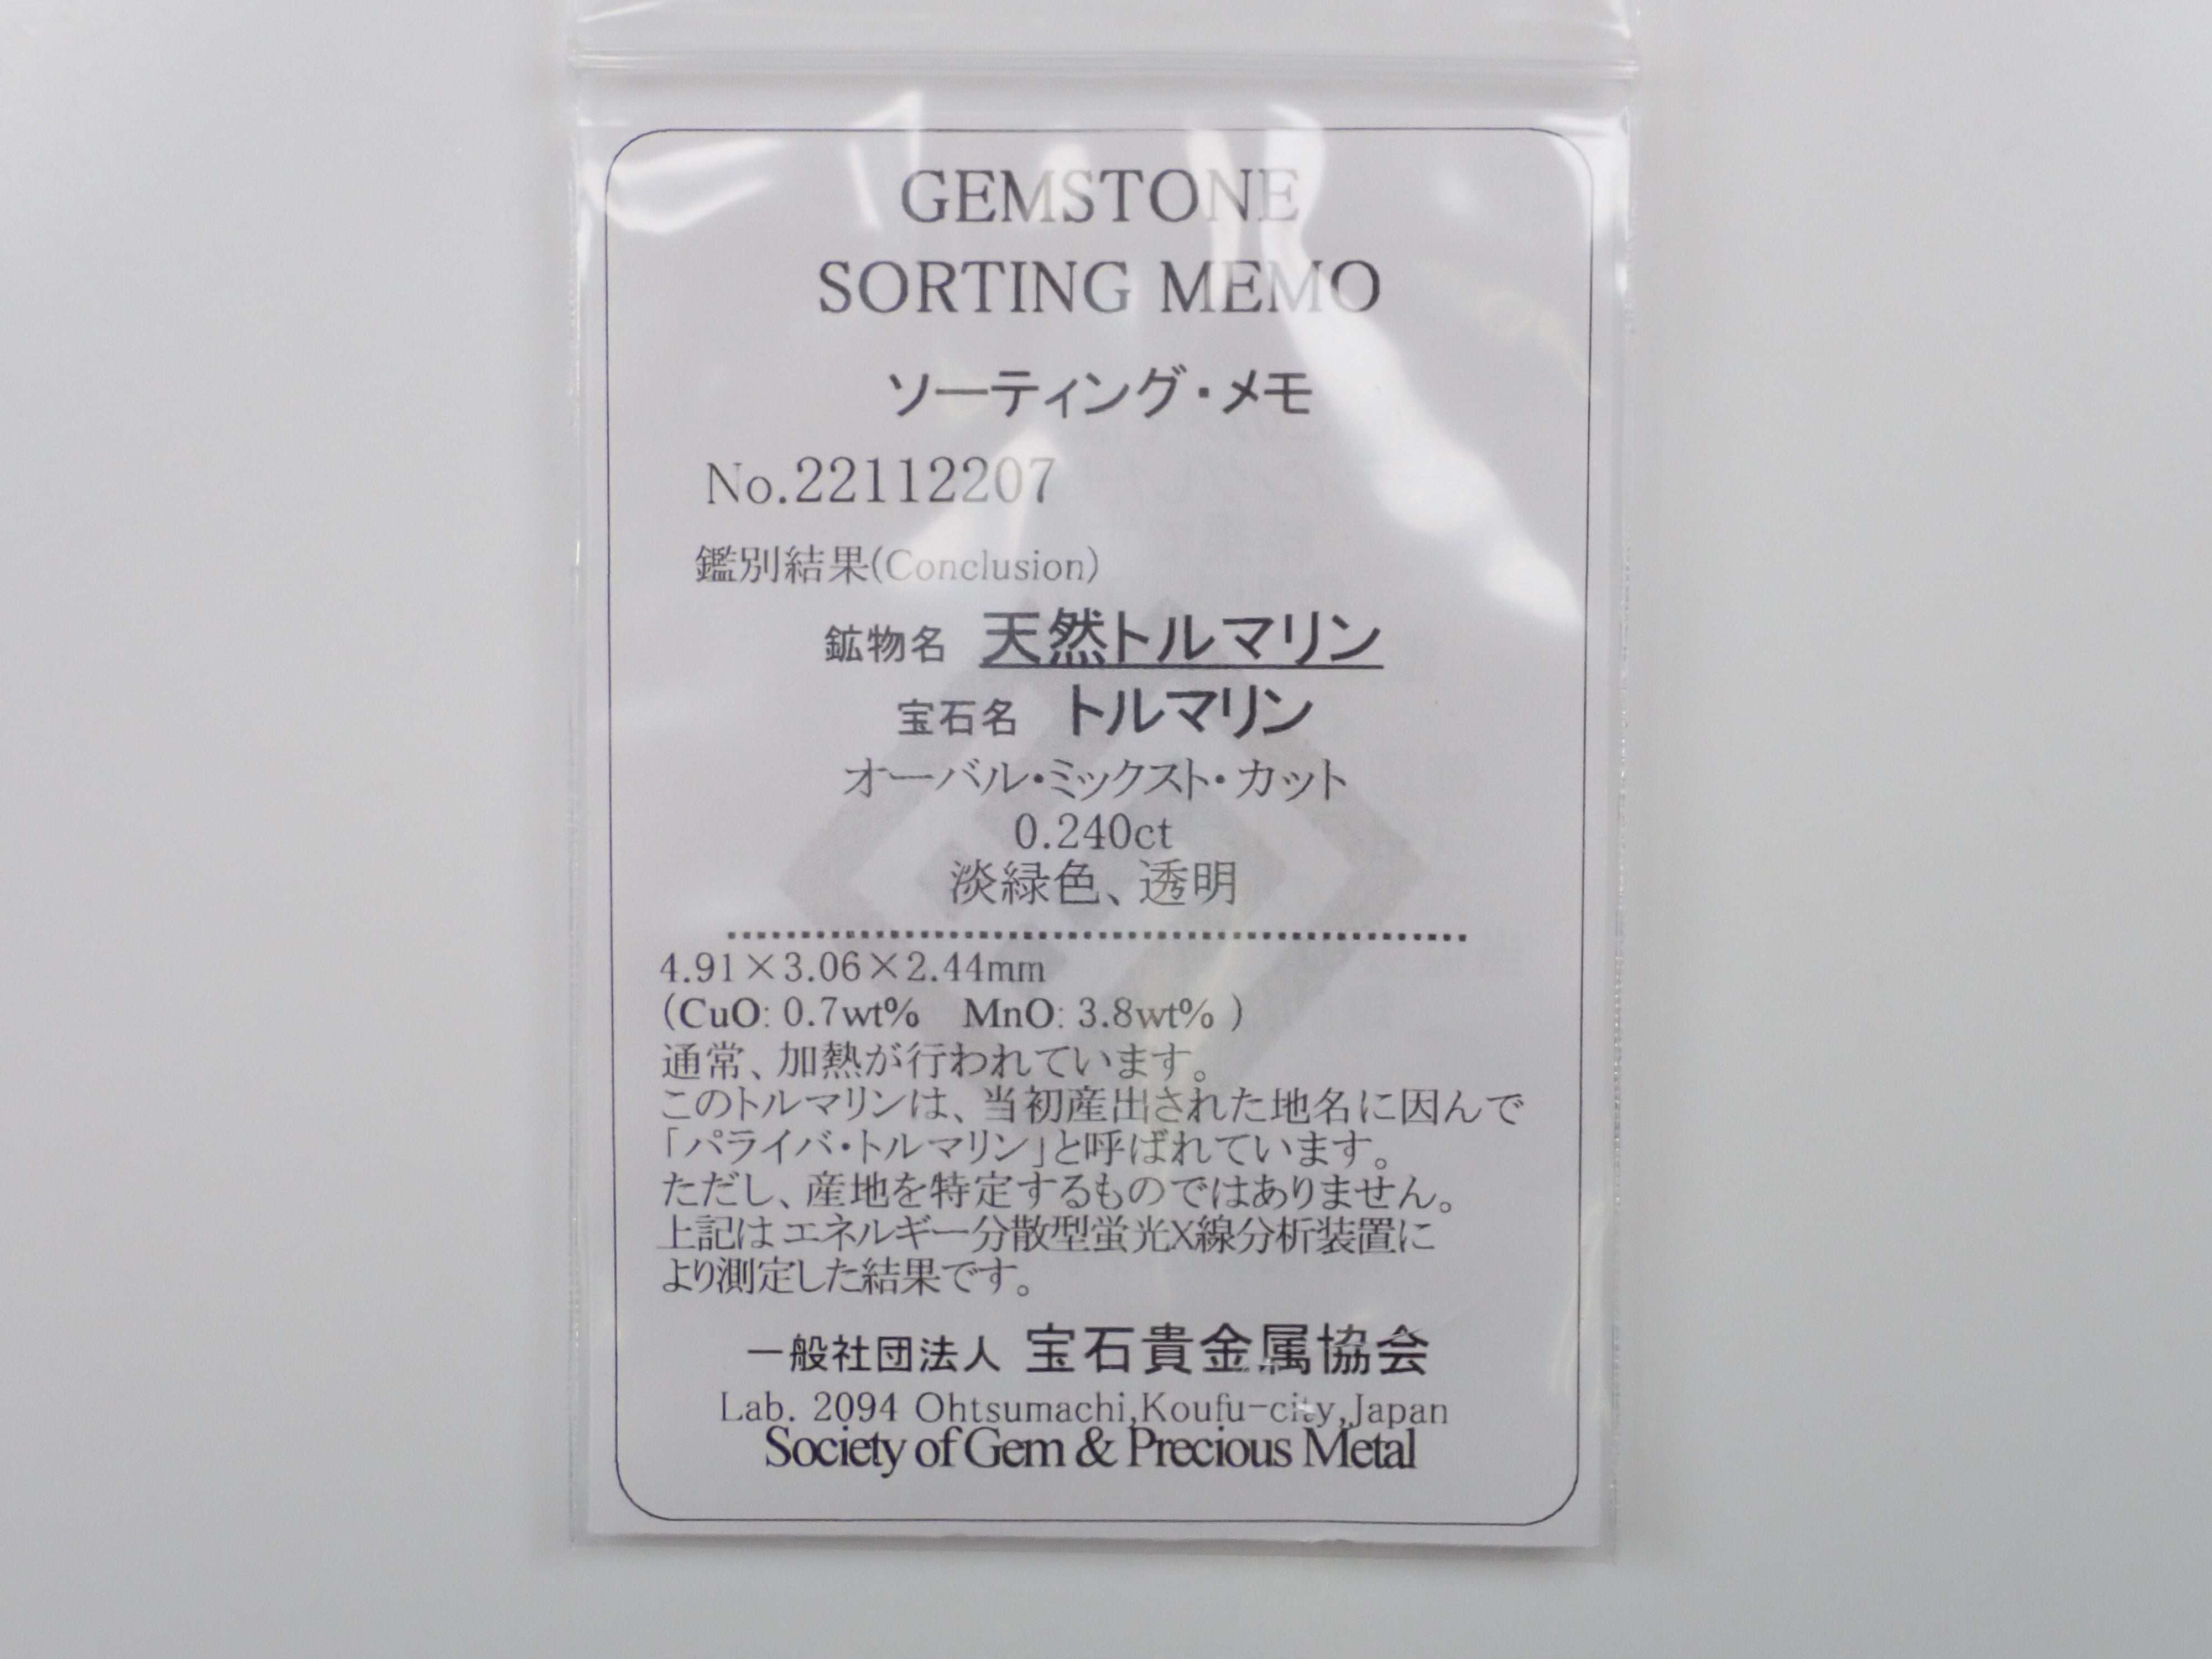 GEMSTONE
SORTING MEMO
ソーティング・メモ
No.22112207
鑑別結果(Conclusion)
鉱物名 天然トルマリン
宝石名 トルマリン
オーバル・ミックスト・カット
0.240ct
淡緑色、透明
4.91×3.06×2.44mm
(CuO: 0.7wt% MnO: 3.8wt% )
通常、加熱が行われています。
このトルマリンは、当初産出された地名に因んで
「パライバ・トルマリン」と呼ばれています。
ただし、産地を特定するものではありません。
上記はエネルギー分散型蛍光X線分析装置に
より測定した結果です。
一般社団法人 宝石貴金属協会
Lab. 2094 Ohtsumachi,Koufu-city,Japan
Society of Gem & Precious Metal